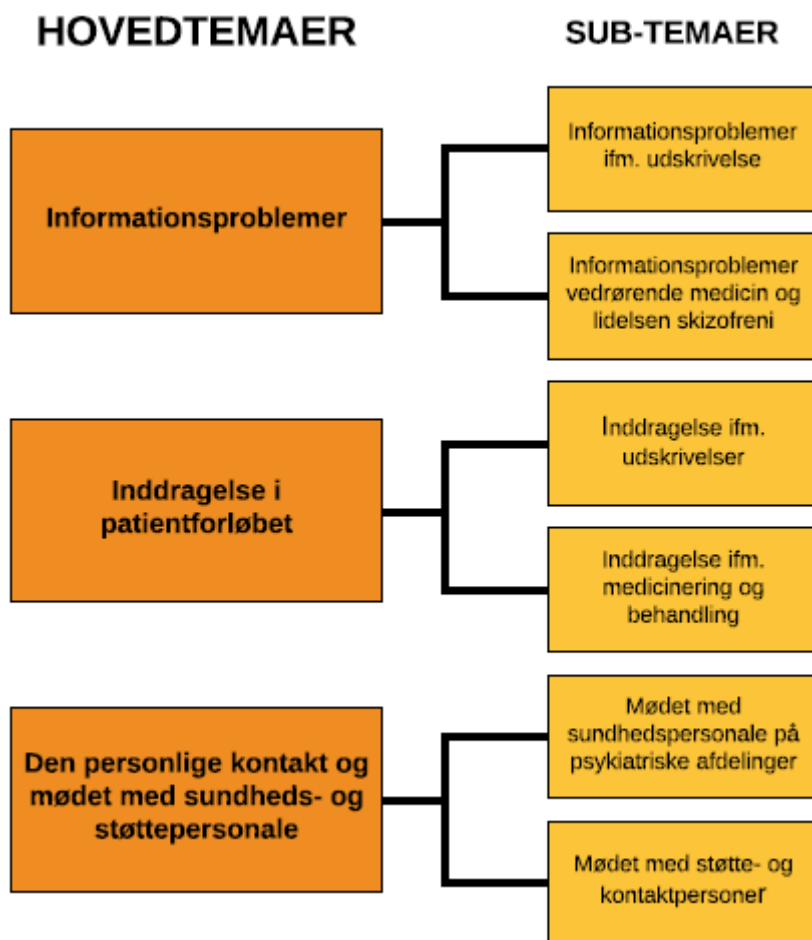 HOVEDTEMAER
SUB-TEMAER
Informationsproblemer
Informationsproblemer
ifm. udskrivelse
Informationsproblemer
vedrørende medicin og
lidelsen skizofreni
Inddragelse i
patientforløbet
Inddragelse ifm.
udskrivelser
Inddragelse ifm.
medicinering og
behandling
Den personlige kontakt og
mødet med sundheds- og
støttepersonale
Mødet med
sundhedspersonale på
psykiatriske afdelinger
Mødet med støtte- og
kontaktpersoner